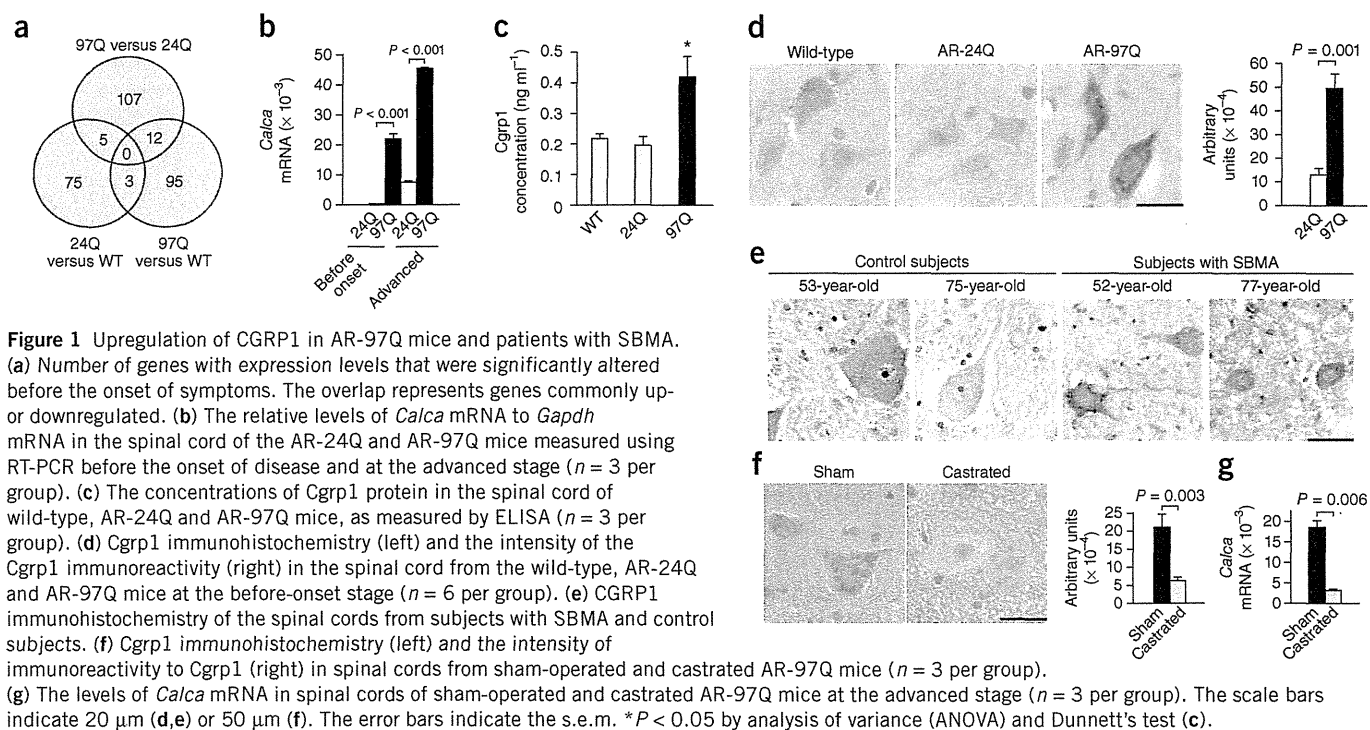 a
97Q versus 24Q
107
5
12
0
75
3
95
24Q
versus WT
97Q
versus WT
b
P < 0.001
P < 0.001
50
40
30
20
10
0
Calca
mRNA (× 10⁻³)
24Q
97Q
24Q
97Q
Before
onset
Advanced
c
*
0.5
0.4
0.3
0.2
0.1
0
Cgrp1
concentration (ng ml⁻¹)
WT
24Q
97Q
d
Wild-type
AR-24Q
AR-97Q
P = 0.001
60
50
40
30
20
10
0
Arbitrary
units (× 10⁻⁴)
24Q
97Q
e
Control subjects
Subjects with SBMA
53-year-old
75-year-old
52-year-old
77-year-old
f
Sham
Castrated
P = 0.003
25
20
15
10
5
0
Arbitrary units
(× 10⁻⁴)
Sham
Castrated
g
P = 0.006
20
15
10
5
0
Calca
mRNA (× 10⁻³)
Sham
Castrated
Figure 1 Upregulation of CGRP1 in AR-97Q mice and patients with SBMA.
(a) Number of genes with expression levels that were significantly altered
before the onset of symptoms. The overlap represents genes commonly up-
or downregulated. (b) The relative levels of Calca mRNA to Gapdh
mRNA in the spinal cord of the AR-24Q and AR-97Q mice measured using
RT-PCR before the onset of disease and at the advanced stage (n = 3 per
group). (c) The concentrations of Cgrp1 protein in the spinal cord of
wild-type, AR-24Q and AR-97Q mice, as measured by ELISA (n = 3 per
group). (d) Cgrp1 immunohistochemistry (left) and the intensity of the
Cgrp1 immunoreactivity (right) in the spinal cord from the wild-type, AR-24Q
and AR-97Q mice at the before-onset stage (n = 6 per group). (e) CGRP1
immunohistochemistry of the spinal cords from subjects with SBMA and control
subjects. (f) Cgrp1 immunohistochemistry (left) and the intensity of
immunoreactivity to Cgrp1 (right) in spinal cords from sham-operated and castrated AR-97Q mice (n = 3 per group).
(g) The levels of Calca mRNA in spinal cords of sham-operated and castrated AR-97Q mice at the advanced stage (n = 3 per group). The scale bars
indicate 20 μm (d,e) or 50 μm (f). The error bars indicate the s.e.m. *P < 0.05 by analysis of variance (ANOVA) and Dunnett's test (c).